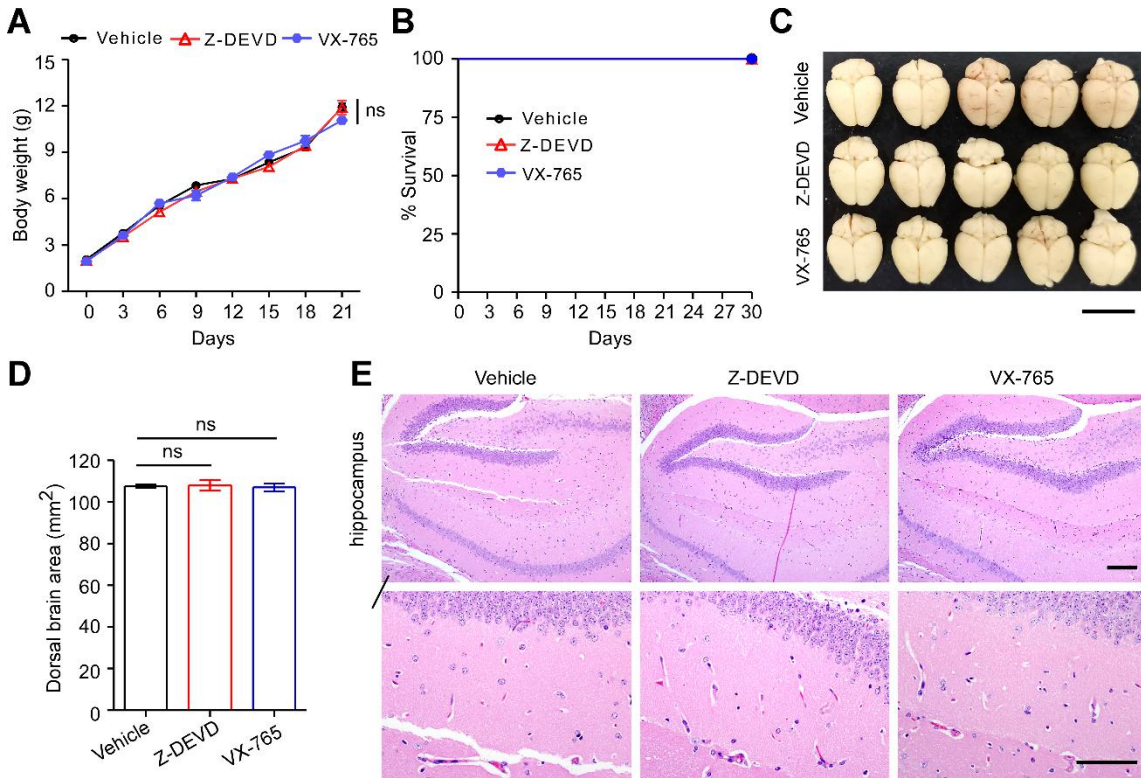 A
Vehicle Z-DEVD VX-765
Body weight (g)
12
9
6
3
0
ns
0 3 6 9 12 15 18 21
Days
B
% Survival
100
75
50
25
0
Vehicle
Z-DEVD
VX-765
0 3 6 9 12 15 18 21 24 27 30
Days
C
Vehicle
Z-DEVD
VX-765
D
Dorsal brain area (mm²)
120
100
80
60
40
20
0
ns
ns
Vehicle
Z-DEVD
VX-765
E
Vehicle Z-DEVD VX-765
hippocampus